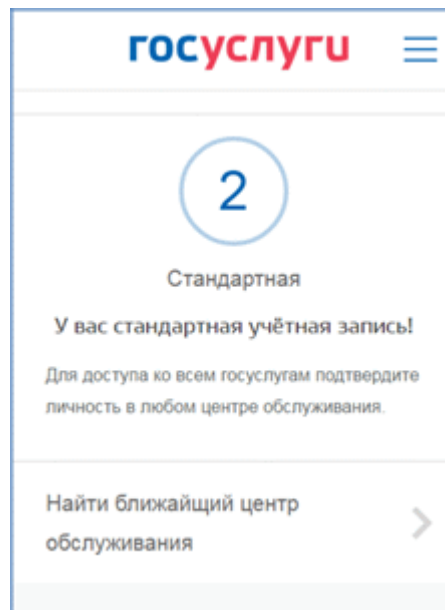 госуслуги
2
Стандартная
У вас стандартная учётная запись!
Для доступа ко всем госуслугам подтвердите
личность в любом центре обслуживания.
Найти ближайщий центр
обслуживания